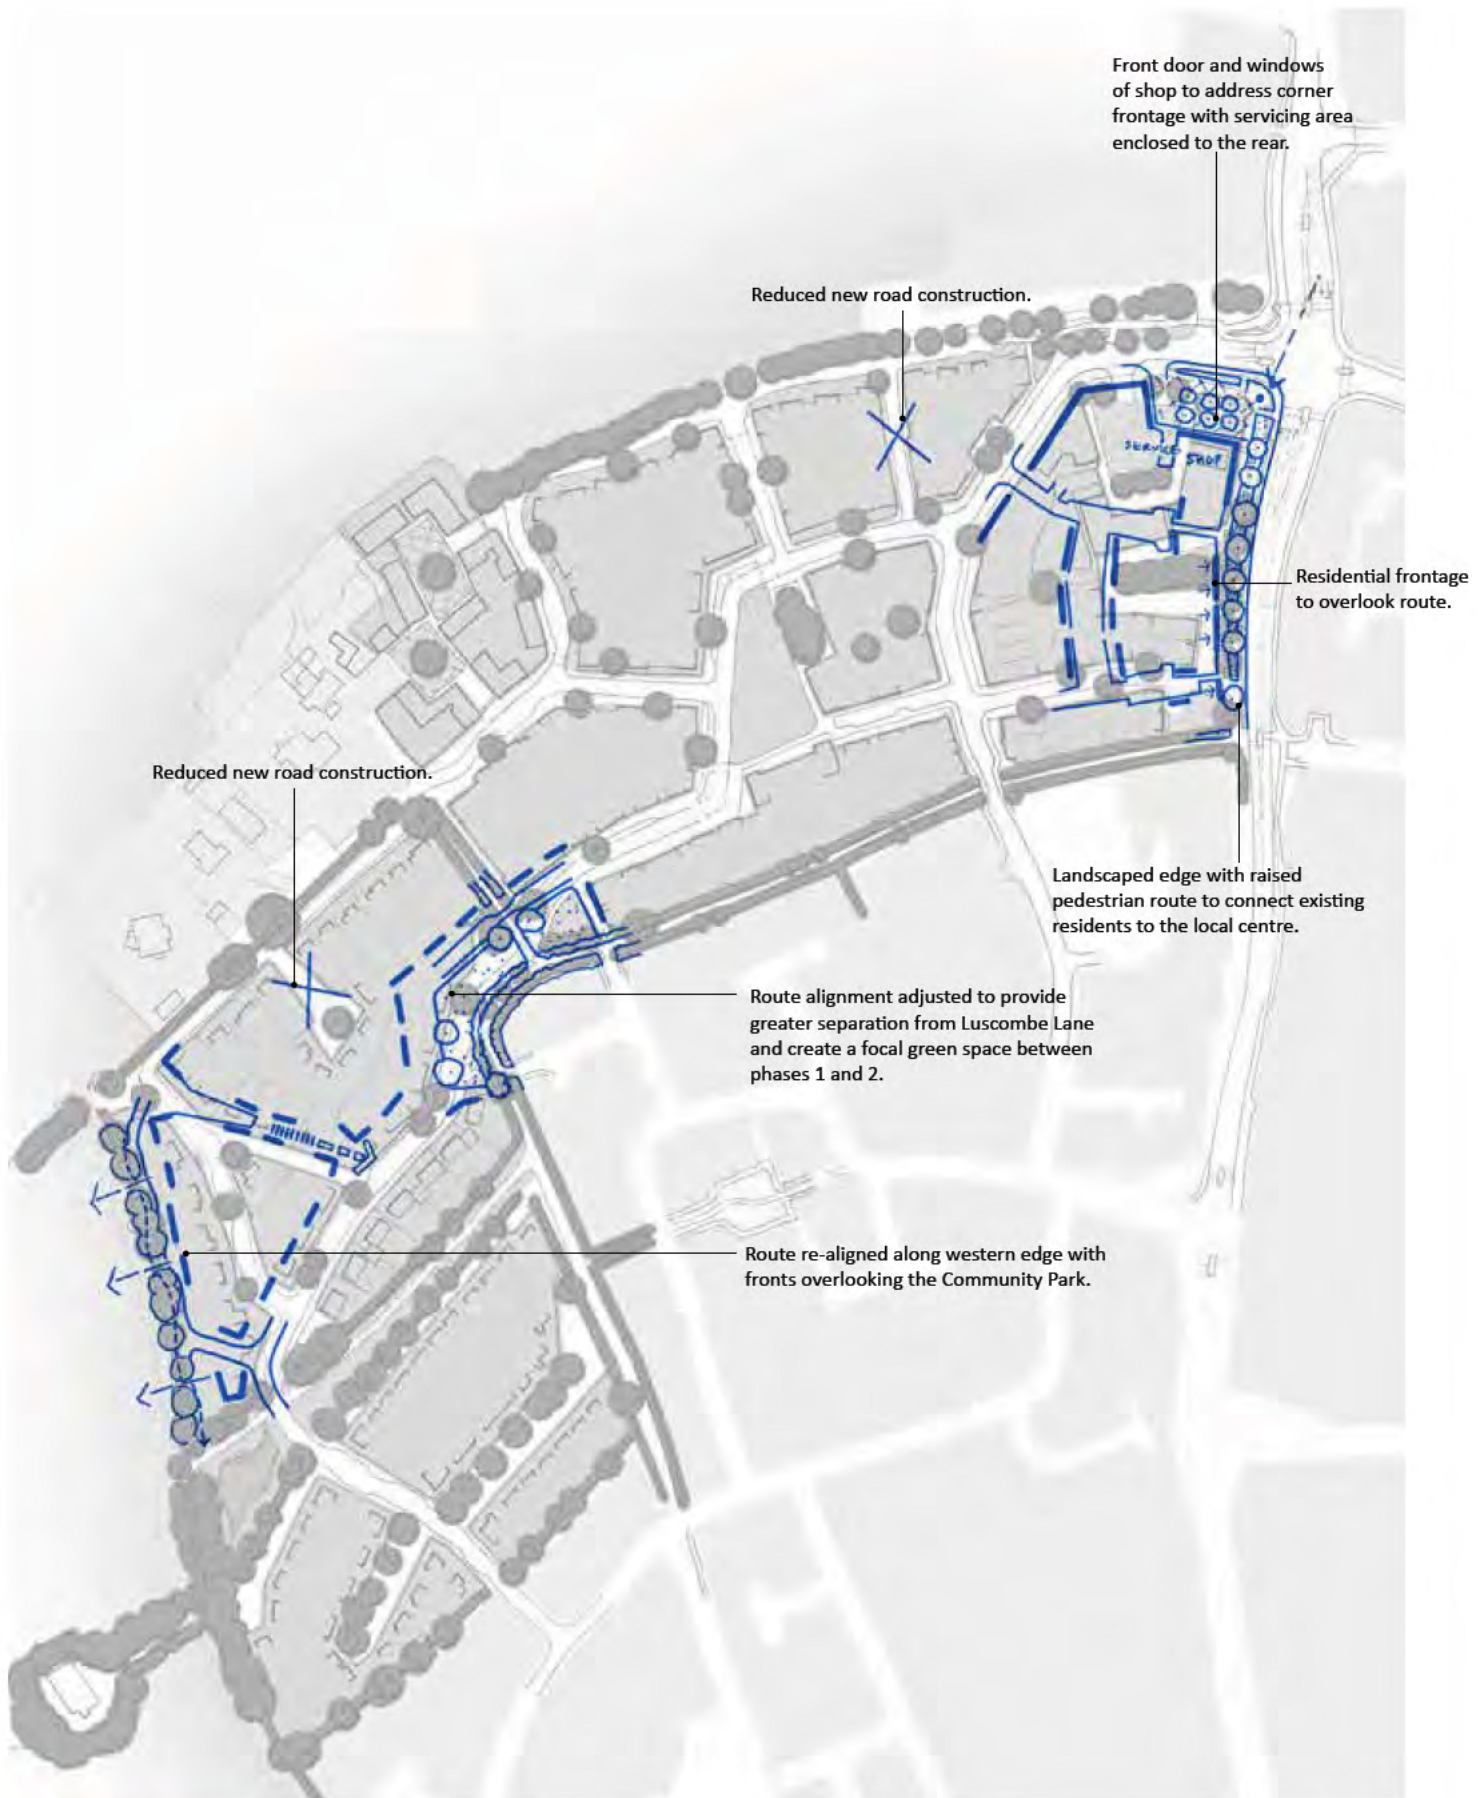 Front door and windows
of shop to address corner
frontage with servicing area
enclosed to the rear.
Reduced new road construction.
SERVICE SHOP
Residential frontage
to overlook route.
Reduced new road construction.
Landscaped edge with raised
pedestrian route to connect existing
residents to the local centre.
Route alignment adjusted to provide
greater separation from Luscombe Lane
and create a focal green space between
phases 1 and 2.
Route re-aligned along western edge with
fronts overlooking the Community Park.